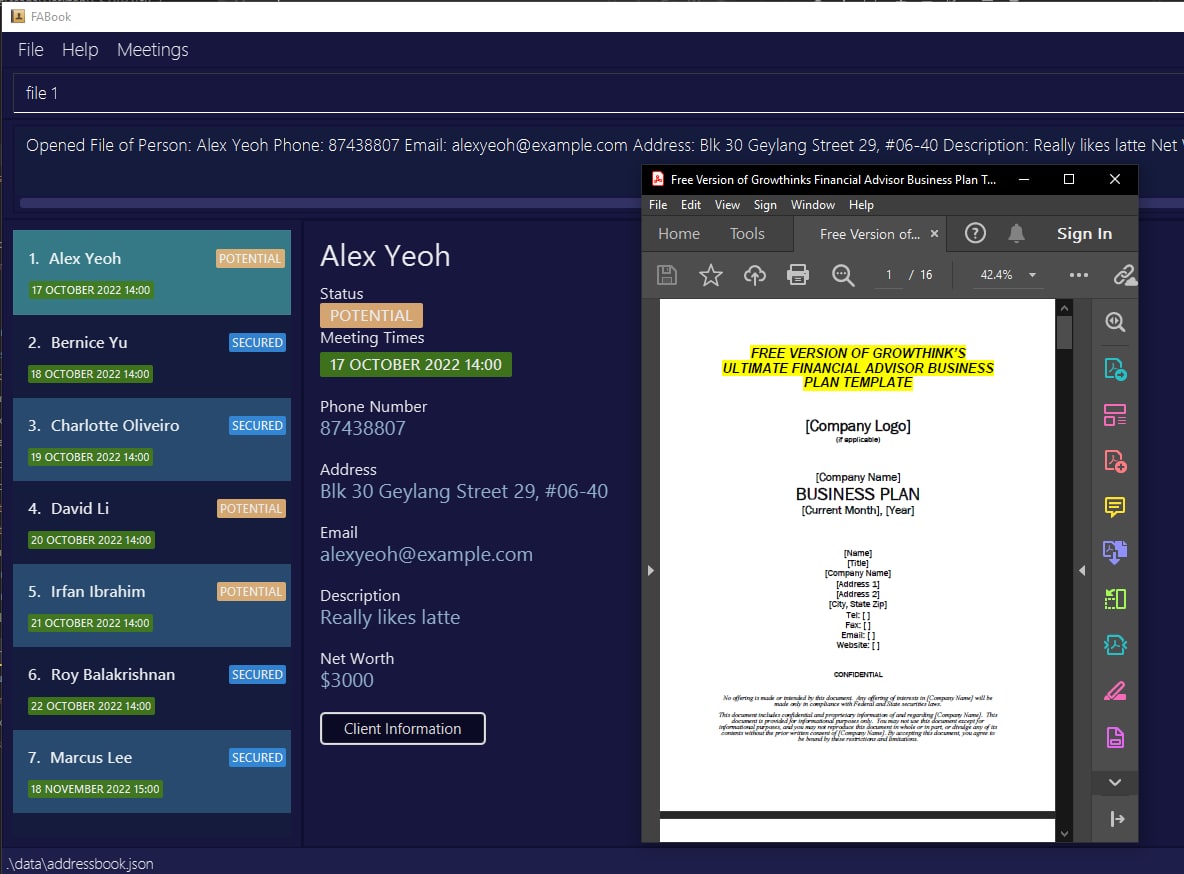 FABook
File Help Meetings
file 1
Opened File of Person: Alex Yeoh Phone: 87438807 Email: alexyeoh@example.com Address: Blk 30 Geylang Street 29, #06-40 Description: Really likes latte Net
1. Alex Yeoh POTENTIAL
17 OCTOBER 2022 14:00
2. Bernice Yu SECURED
18 OCTOBER 2022 14:00
3. Charlotte Oliveiro SECURED
19 OCTOBER 2022 14:00
4. David Li POTENTIAL
20 OCTOBER 2022 14:00
5. Irfan Ibrahim POTENTIAL
21 OCTOBER 2022 14:00
6. Roy Balakrishnan SECURED
22 OCTOBER 2022 14:00
7. Marcus Lee SECURED
18 NOVEMBER 2022 15:00
Alex Yeoh
Status
POTENTIAL
Meeting Times
17 OCTOBER 2022 14:00
Phone Number
87438807
Address
Blk 30 Geylang Street 29, #06-40
Email
alexyeoh@example.com
Description
Really likes latte
Net Worth
$3000
Client Information
Free Version of Growthinks Financial Advisor Business Plan T...
File Edit View Sign Window Help
Home Tools Free Version of... Sign In
1 / 16 42.4%
FREE VERSION OF GROWTHINK'S
ULTIMATE FINANCIAL ADVISOR BUSINESS
PLAN TEMPLATE
[Company Logo]
(if applicable)
[Company Name]
BUSINESS PLAN
[Current Month], [Year]
[Name]
[Title]
[Company Name]
[Address 1]
[Address 2]
[City, State Zip]
Tel: [ ]
Fax: [ ]
Email: [ ]
Website: [ ]
CONFIDENTIAL
No offering is made or intended by this document. Any offering of interests in [Company Name] will be
made only in compliance with Federal and State securities laws.
This document includes confidential and proprietary information of and regarding [Company Name]. This
document is provided for informational purposes only. You may not use this document except for
informational purposes, and you may not reproduce this document in whole or in part, or divulge any of its
contents without the prior written consent of [Company Name]. By accepting this document, you agree to
be bound by these restrictions and limitations.
.\data\addressbook.json